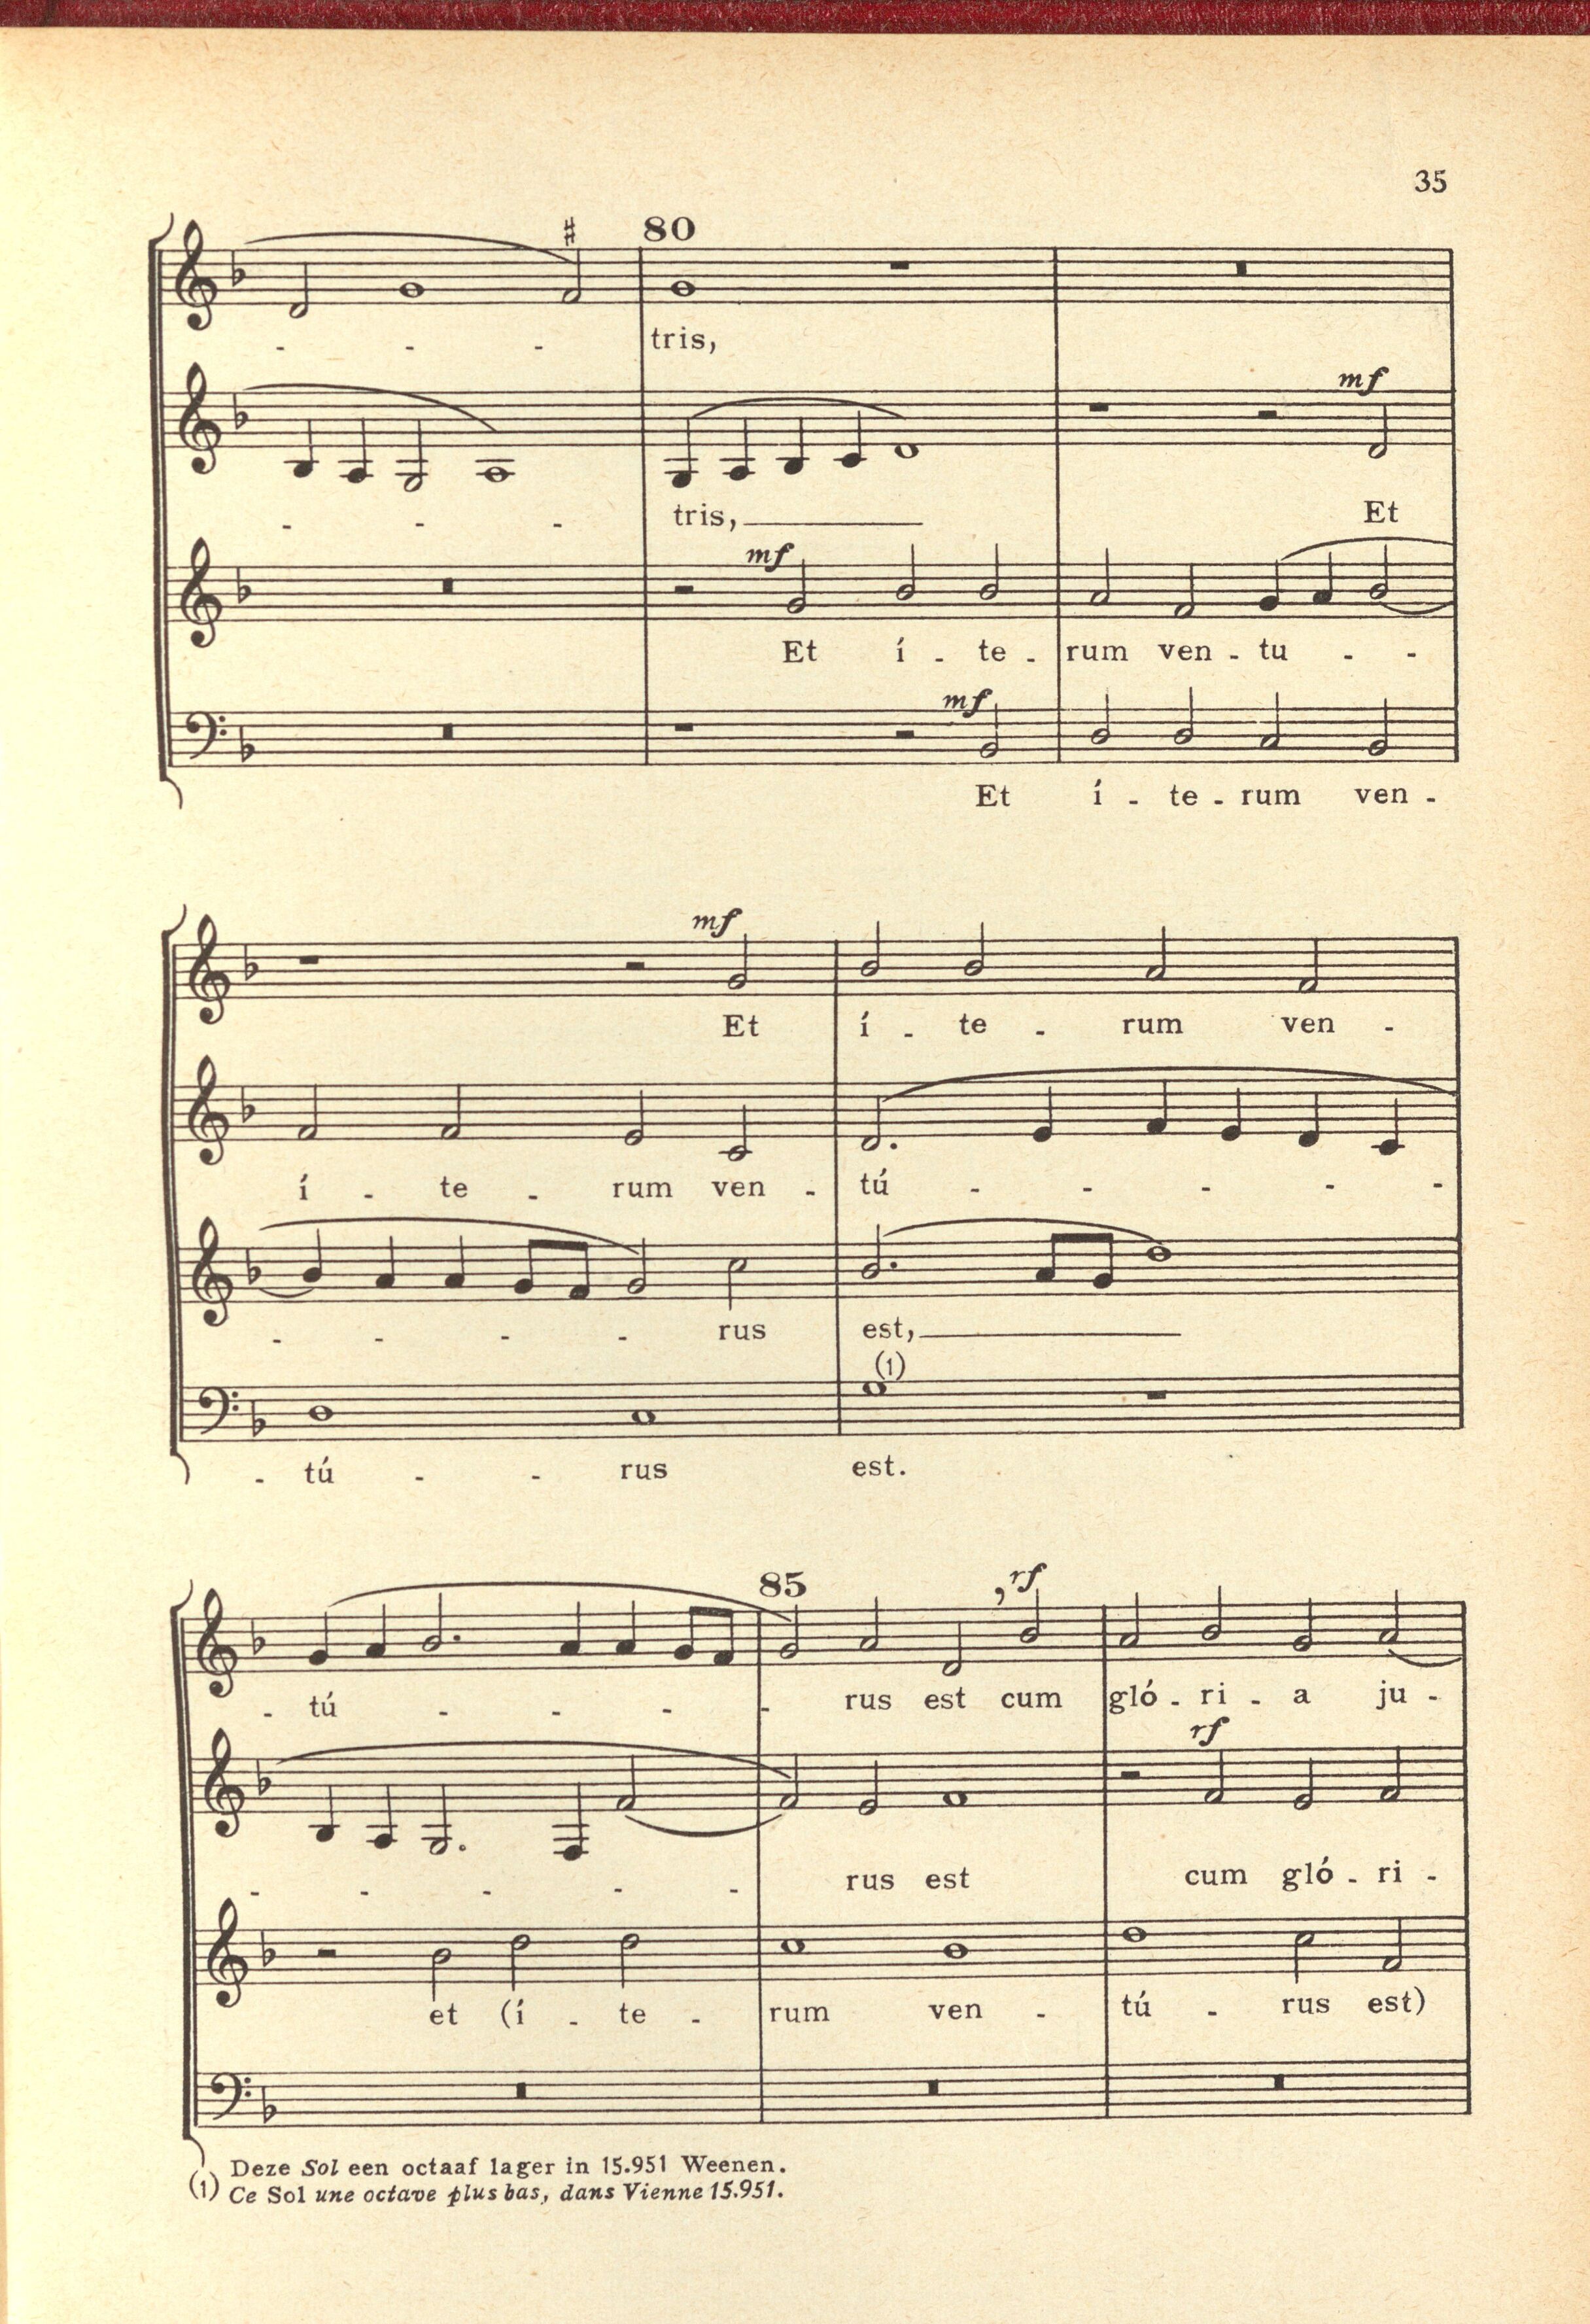 35
80
tris,
mf
tris, Et
mf
Et í - te - rum ven - tu - -
mf
Et í - te - rum ven -
mf
Et í - te - rum ven -
í - te - rum ven - tú - - - - -
- - - - rus est,
(1)
- tú - - rus est.
85 , rf
- tú - - - - rus est cum gló - ri - a ju -
rf
- - - - - rus est cum gló - ri -
et (í - te - rum ven - tú - rus est)
(1) Deze Sol een octaaf lager in 15.951 Weenen.
Ce Sol une octave plus bas, dans Vienne 15.951.